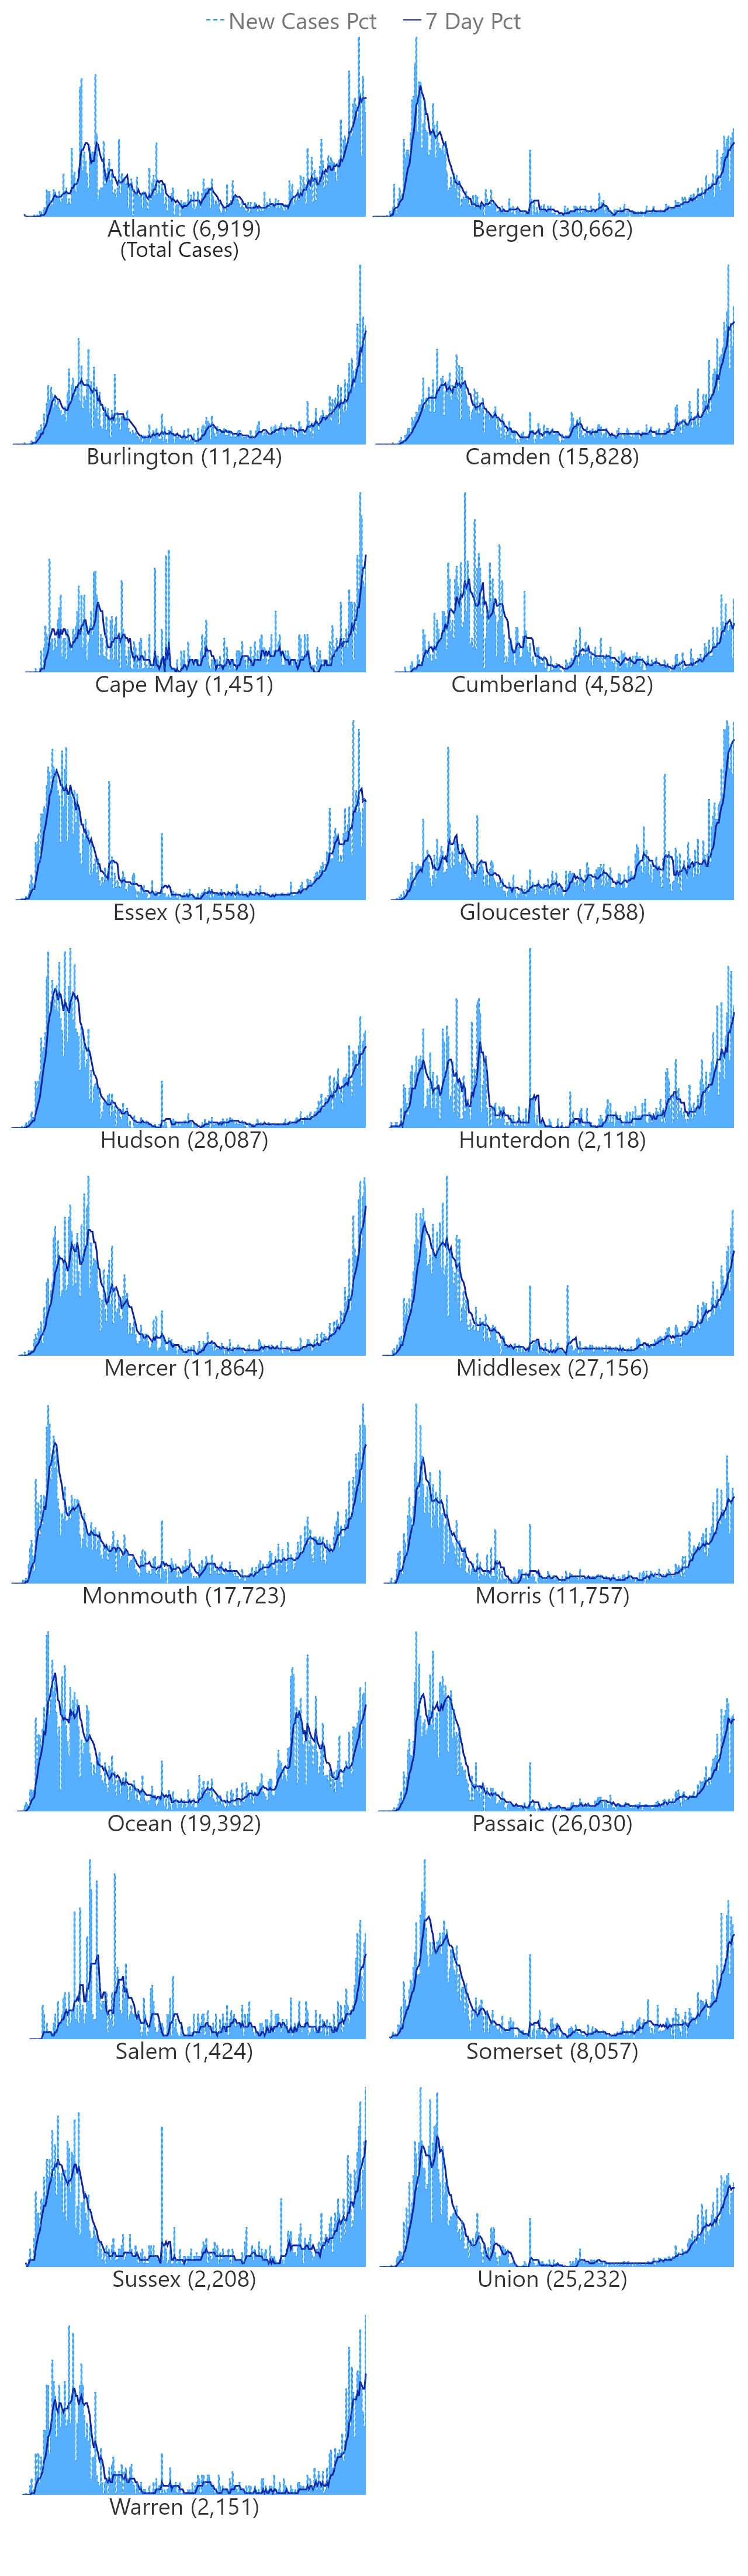 New Cases Pct 7 Day Pct
Atlantic (6,919) Bergen (30,662)
(Total Cases)
Burlington (11,224) Camden (15,828)
Cape May (1,451) Cumberland (4,582)
Essex (31,558) Gloucester (7,588)
Hudson (28,087) Hunterdon (2,118)
Mercer (11,864) Middlesex (27,156)
Monmouth (17,723) Morris (11,757)
Ocean (19,392) Passaic (26,030)
Salem (1,424) Somerset (8,057)
Sussex (2,208) Union (25,232)
Warren (2,151)